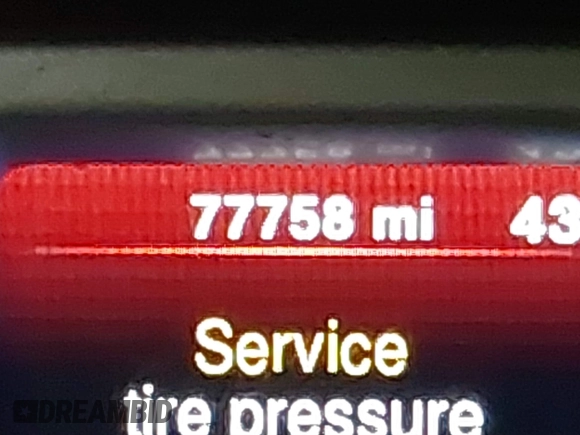 77758 mi 43
Service
tire pressure
DREAMBID